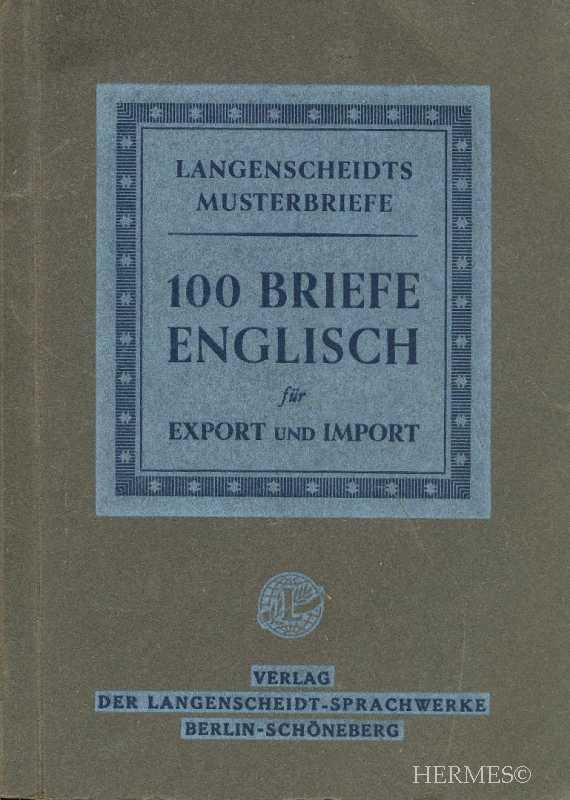 LANGENSCHEIDTS
MUSTERBRIEFE
100 BRIEFE
ENGLISCH
für
EXPORT UND IMPORT
L
VERLAG
DER LANGENSCHEIDT-SPRACHWERKE
BERLIN-SCHÖNEBERG
HERMES©